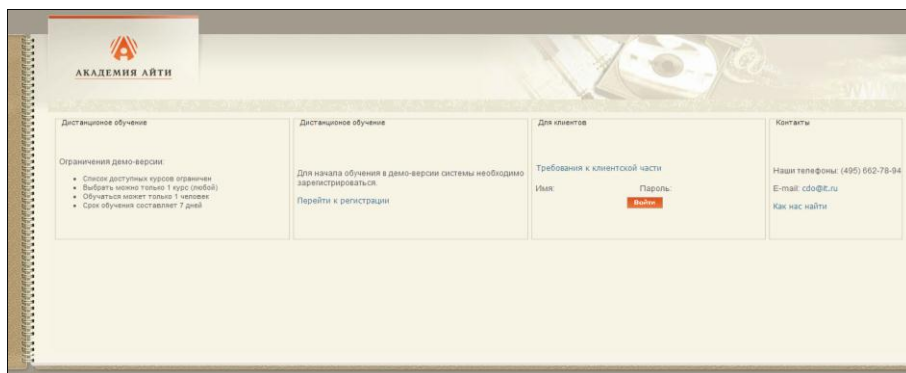 АКАДЕМИЯ АЙТИ
Дистанционое обучение
Ограничения демо-версии:
Список доступных курсов ограничен
Выбрать можно только 1 курс (любой)
Обучаться может только 1 человек
Срок обучения составляет 7 дней
Дистанционое обучение
Для начала обучения в демо-версии системы необходимо
зарегистрироваться.
Перейти к регистрации
Для клиентов
Требования к клиентской части
Имя: Пароль:
Войти
Контакты
Наши телефоны: (495) 662-78-94
E-mail: cdo@it.ru
Как нас найти